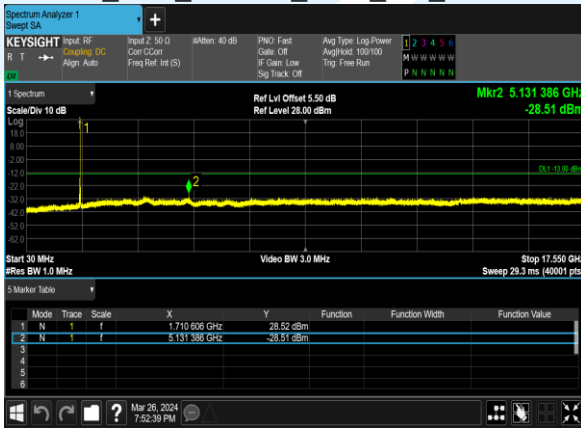 Spectrum Analyzer 1
Swept SA
+
KEYSIGHT Input: RF Input Z: 50 Ω #Atten: 40 dB PNO: Fast Avg Type: Log-Power 1 2 3 4 5 6
R T Coupling: DC Corr CCorr Gate: Off Avg|Hold: 100/100 M W W W W W
Align: Auto Freq Ref: Int (S) IF Gain: Low Trig: Free Run P N N N N N
Sig Track: Off
1 Spectrum Ref Lvl Offset 5.50 dB Mkr2 5.131 386 GHz
Scale/Div 10 dB Ref Level 28.00 dBm -28.51 dBm
Log
1
18.0
8.00
-2.00
DL1 -13.00 dBm
-12.0
2
-22.0
-32.0
-42.0
-52.0
-62.0
Start 30 MHz Video BW 3.0 MHz Stop 17.550 GHz
#Res BW 1.0 MHz Sweep 29.3 ms (40001 pts)
5 Marker Table
Mode Trace Scale X Y Function Function Width Function Value
1 N 1 f 1.710 606 GHz 28.52 dBm
2 N 1 f 5.131 386 GHz -28.51 dBm
3
4
5
6
? Mar 26, 2024
7:52:39 PM